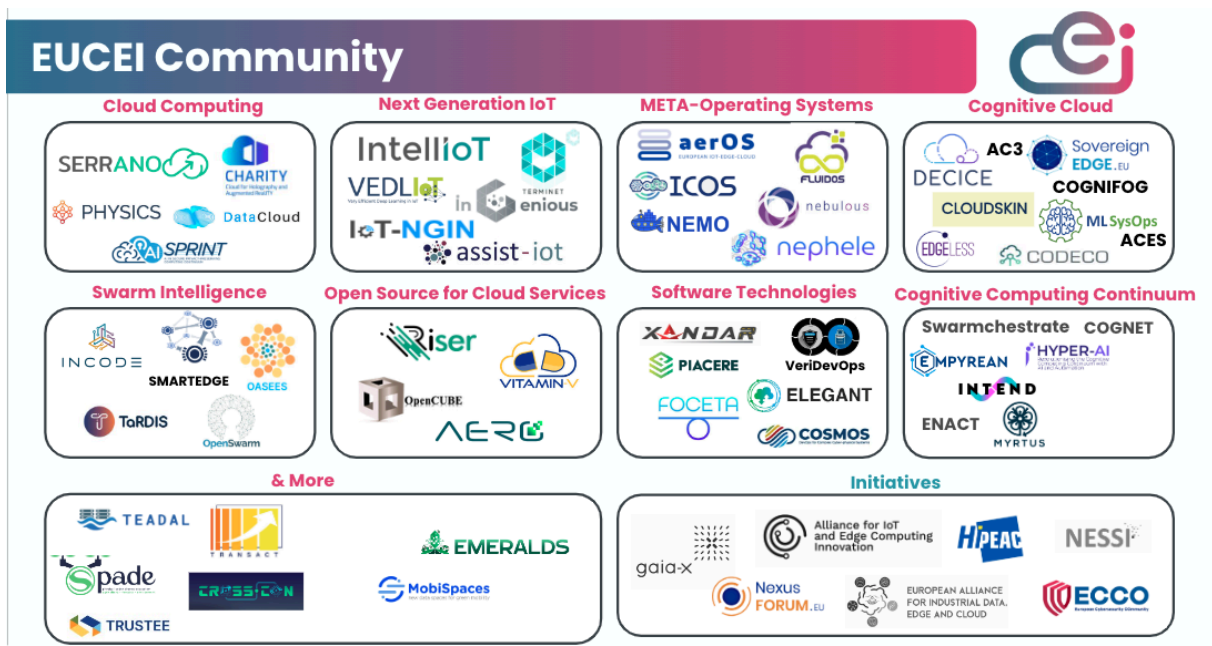 EUCEI Community
cei
Cloud Computing
SERRANO
CHARITY
Cloud for Holography and
Augmented RealITY
PHYSICS
DataCloud
AI SPRINT
Next Generation IoT
IntellIoT
VEDLIoT
Very Efficient Deep Learning in IoT
TERMINET
in genious
IoT-NGIN
assist-iot
META-Operating Systems
aerOS
EUROPEAN IOT-EDGE-CLOUD
FLUIDOS
ICOS
nebulous
NEMO
nephele
Cognitive Cloud
DECICE
AC3
Sovereign
EDGE.EU
COGNIFOG
CLOUDSKIN
MLSysOps
ACES
EDGELESS
CODECO
Swarm Intelligence
INCODE
SMARTEDGE
OASEES
TaRDIS
OpenSwarm
Open Source for Cloud Services
Riser
VITAMIN-V
OpenCUBE
AERO
Software Technologies
XANDAR
PIACERE
VeriDevOps
ELEGANT
FOCETA
COSMOS
Cognitive Computing Continuum
Swarmchestrate
COGNET
EMPYREAN
HYPER-AI
INTEND
ENACT
MYRTUS
& More
TEADAL
TRANSACT
EMERALDS
Spade
CROSSCON
MobiSpaces
TRUSTEE
Initiatives
gaia-x
Alliance for IoT
and Edge Computing
Innovation
HiPEAC
NESSI
Nexus
FORUM.EU
EUROPEAN ALLIANCE
FOR INDUSTRIAL DATA,
EDGE AND CLOUD
ECCO
European Cybersecurity COmmunity